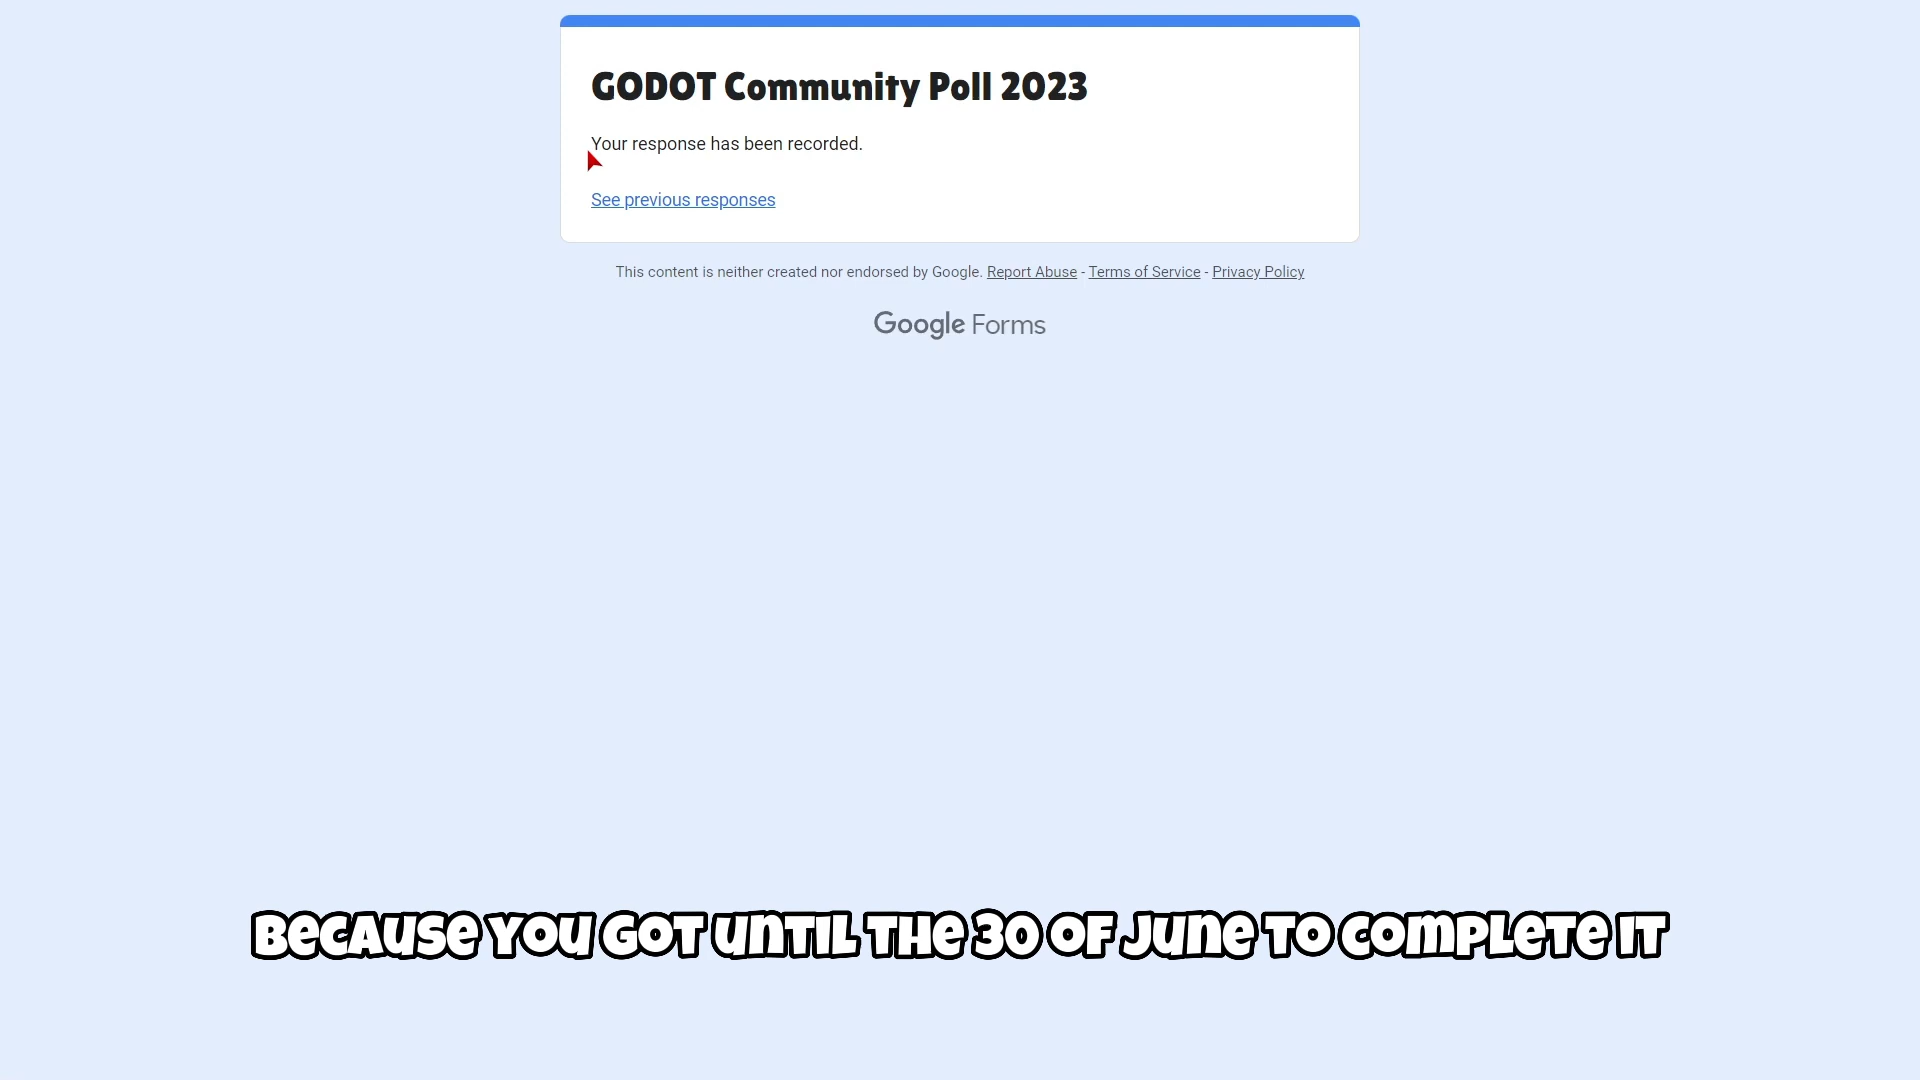 GODOT Community Poll 2023
Your response has been recorded.
See previous responses
This content is neither created nor endorsed by Google. Report Abuse - Terms of Service - Privacy Policy
Google Forms
BECAUSE YOU GOT UNTIL THE 30 OF JUNE TO COMPLETE IT